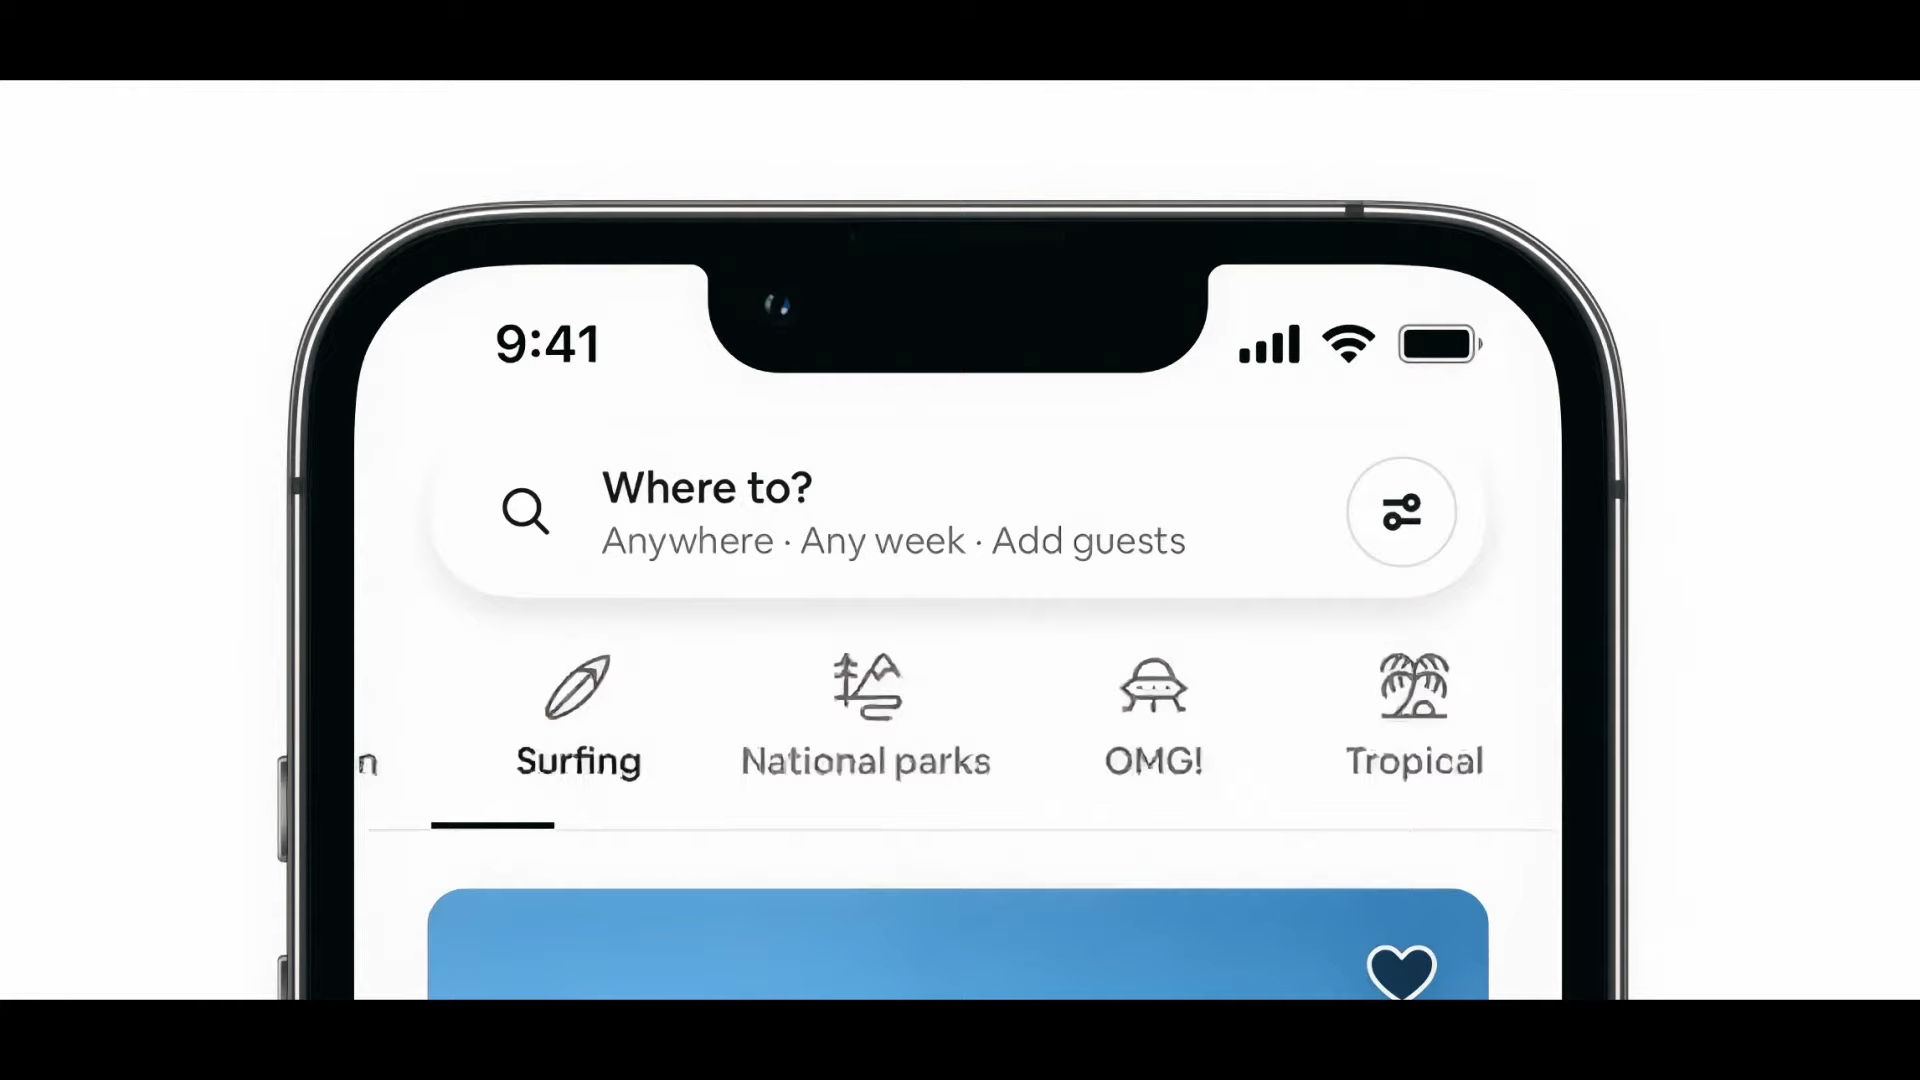 9:41
Where to?
Anywhere · Any week · Add guests
n
Surfing
National parks
OMG!
Tropical